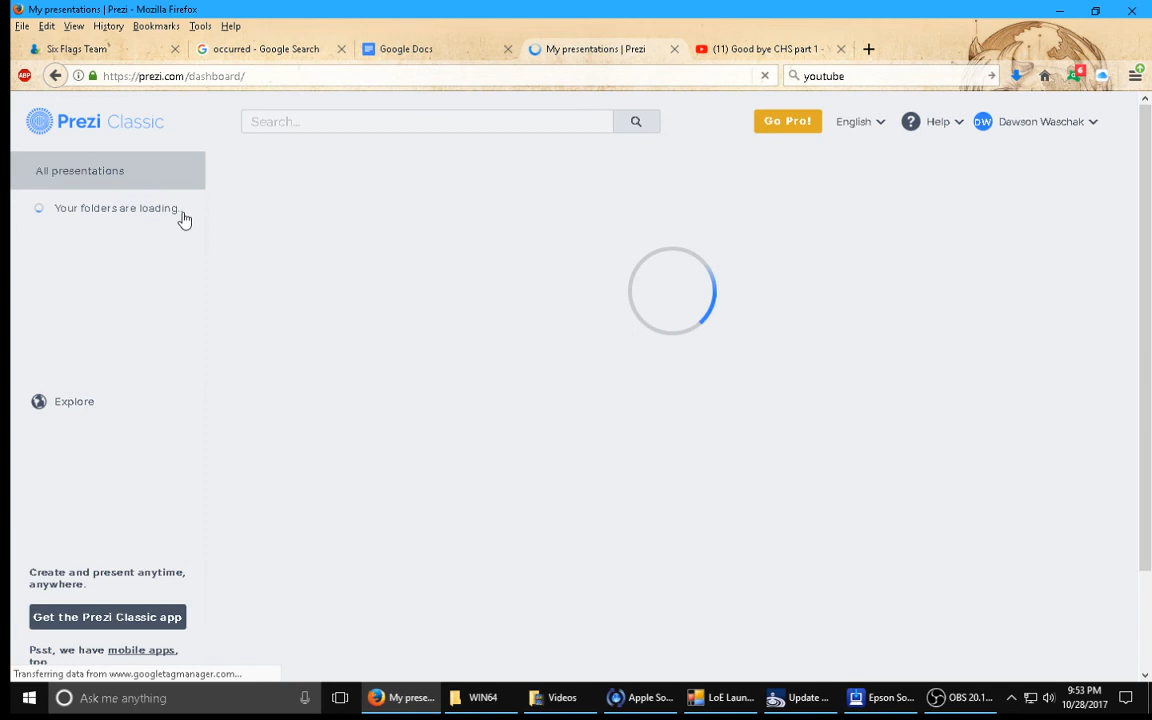 My presentations | Prezi - Mozilla Firefox
File Edit View History Bookmarks Tools Help
Six Flags Team
occurred - Google Search
Google Docs
My presentations | Prezi
(11) Good bye CHS part 1 -
ABP
https://prezi.com/dashboard/
youtube
6
Prezi Classic
Search...
Go Pro!
English
Help
DW
Dawson Waschak
All presentations
Your folders are loading.
Explore
Create and present anytime,
anywhere.
Get the Prezi Classic app
Psst, we have mobile apps,
too
Transferring data from www.googletagmanager.com...
Ask me anything
My prese...
WIN64
Videos
Apple So...
LoE Laun...
Update ...
Epson So...
OBS 20.1...
9:53 PM
10/28/2017